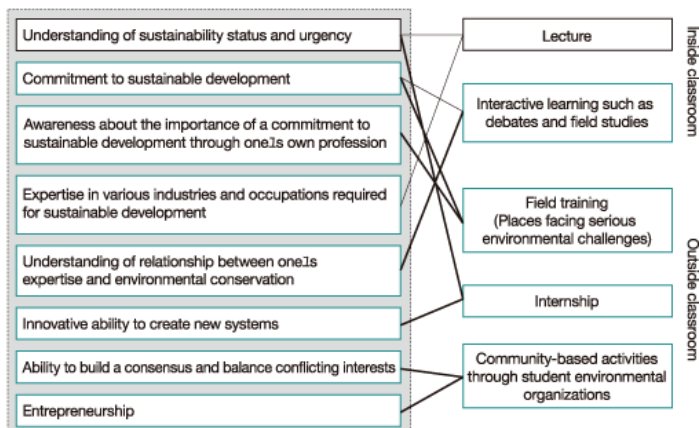 Understanding of sustainability status and urgency
Commitment to sustainable development
Awareness about the importance of a commitment to
sustainable development through one1s own profession
Expertise in various industries and occupations required
for sustainable development
Understanding of relationship between one1s
expertise and environmental conservation
Innovative ability to create new systems
Ability to build a consensus and balance conflicting interests
Entrepreneurship
Lecture
Interactive learning such as
debates and field studies
Field training
(Places facing serious
environmental challenges)
Internship
Community-based activities
through student environmental
organizations
Inside classroom
Outside classroom